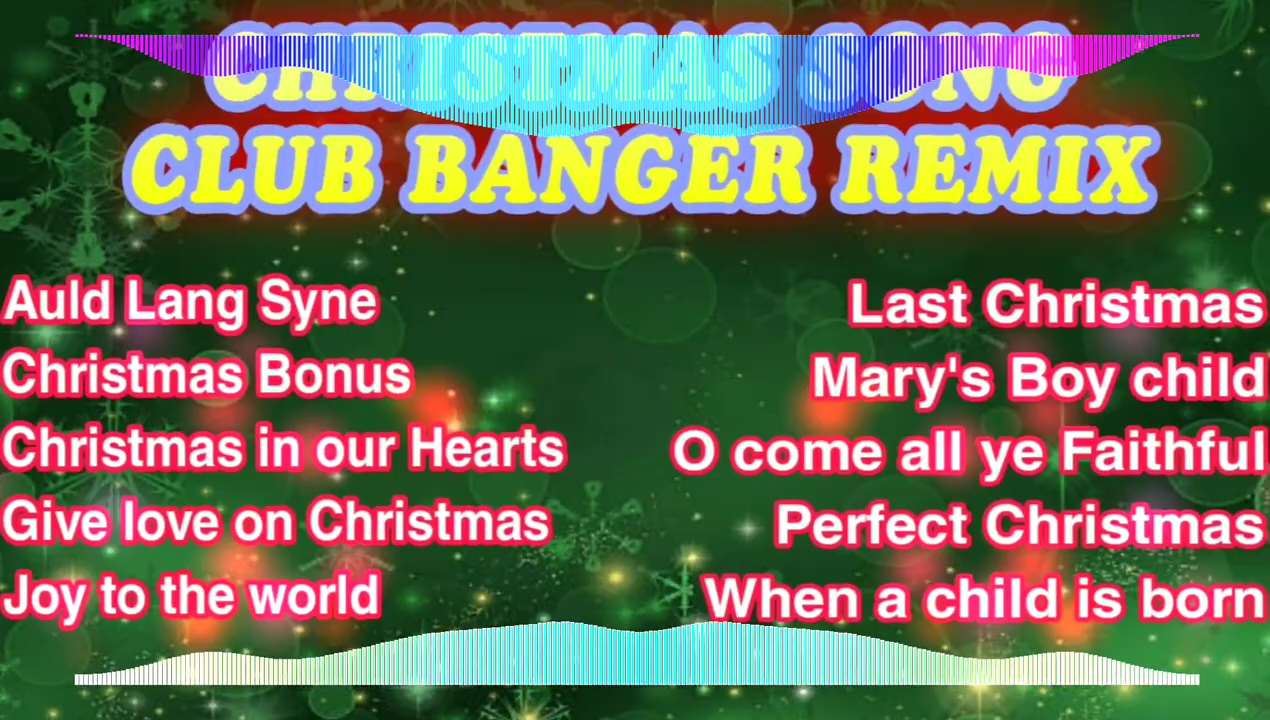 CHRISTMAS SONG
CLUB BANGER REMIX
Auld Lang Syne
Christmas Bonus
Christmas in our Hearts
Give love on Christmas
Joy to the world
Last Christmas
Mary's Boy child
O come all ye Faithful
Perfect Christmas
When a child is born